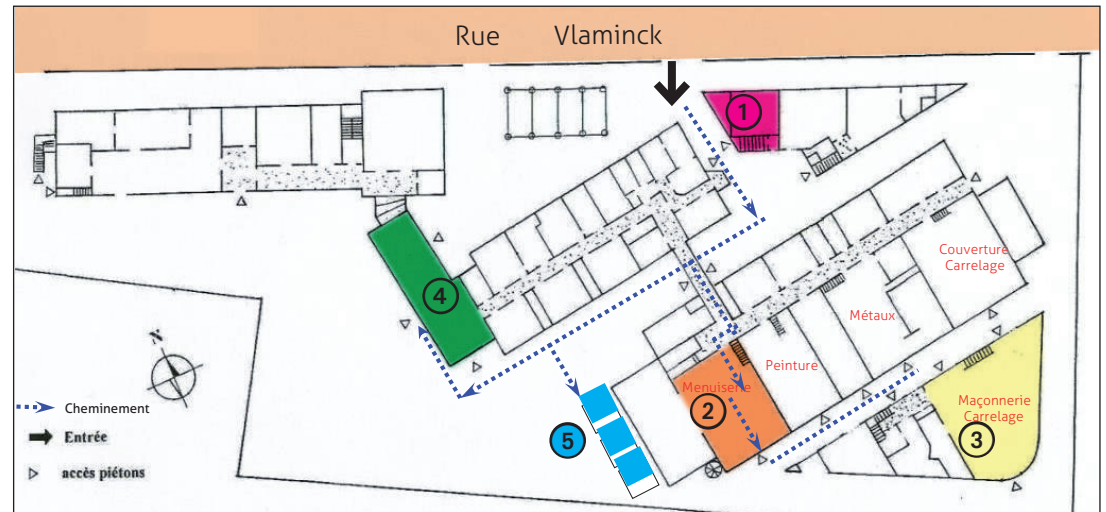 Rue Vlaminck
1
Couverture
Carrelage
4
Métaux
Peinture
N
Menuiserie
2
Maçonnerie
Carrelage
3
5
Cheminement
Entrée
accès piétons